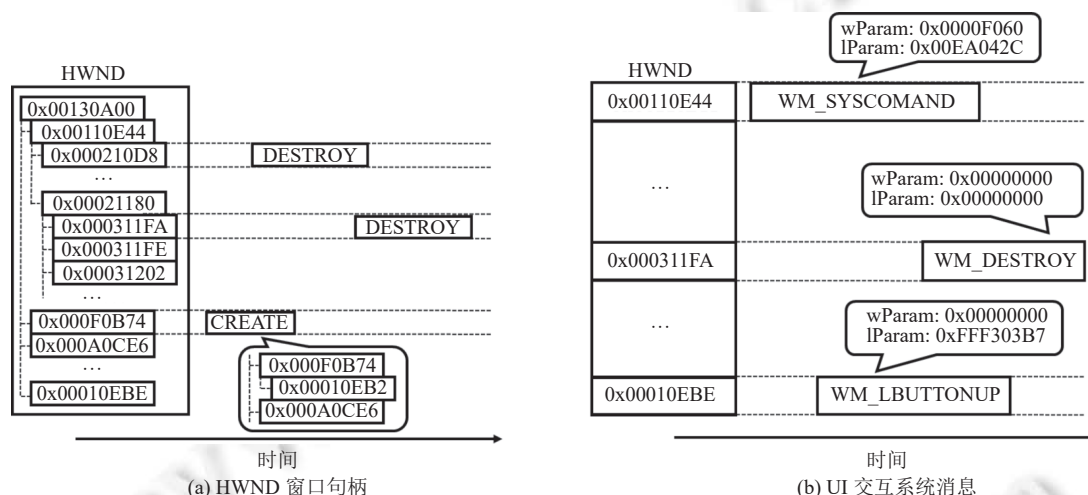 HWND
0x00130A00
0x00110E44
0x000210D8
DESTROY
…
0x00021180
0x000311FA
DESTROY
0x000311FE
0x00031202
…
0x000F0B74
CREATE
0x000A0CE6
…
0x00010EBE
0x000F0B74
0x00010EB2
0x000A0CE6
时间
(a) HWND 窗口句柄
wParam: 0x0000F060
lParam: 0x00EA042C
HWND
0x00110E44
WM_SYSCOMAND
…
wParam: 0x00000000
lParam: 0x00000000
0x000311FA
WM_DESTROY
…
wParam: 0x00000000
lParam: 0xFFF303B7
0x00010EBE
WM_LBUTTONUP
时间
(b) UI 交互系统消息